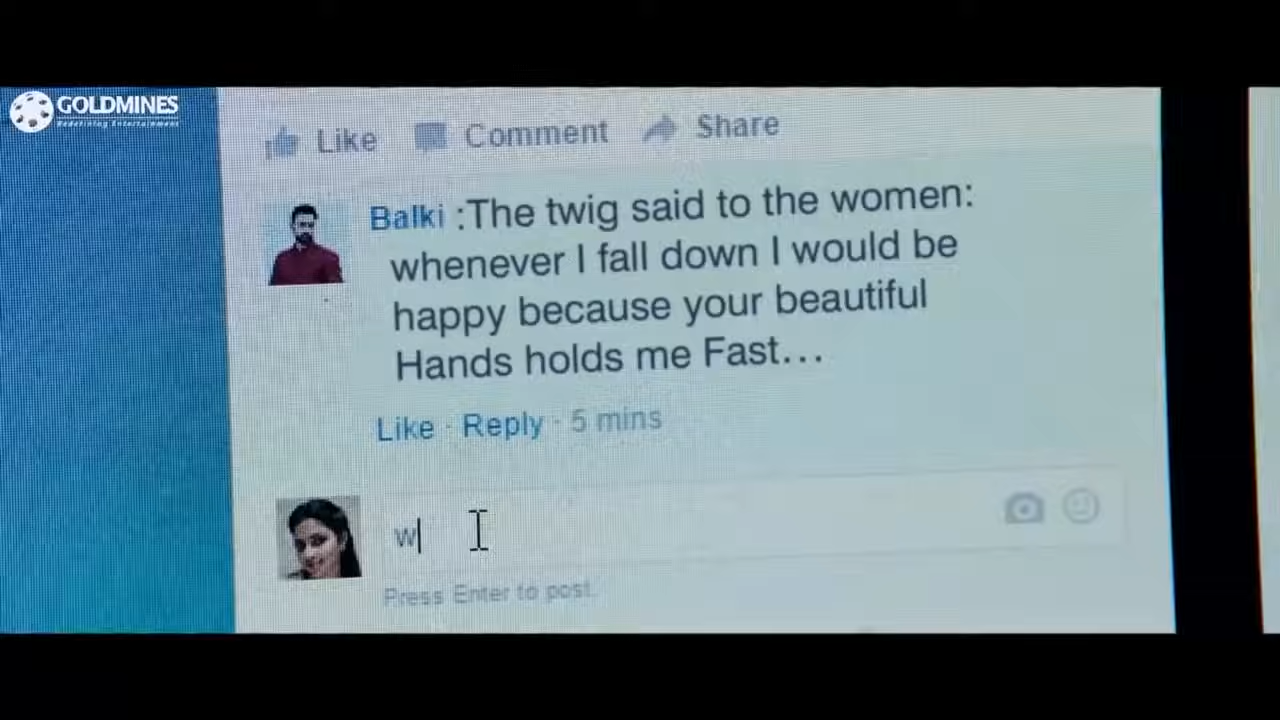 GOLDMINES
Redefining Entertainment
Like Comment Share
Balki :The twig said to the women:
whenever I fall down I would be
happy because your beautiful
Hands holds me Fast...
Like · Reply · 5 mins
w
Press Enter to post.